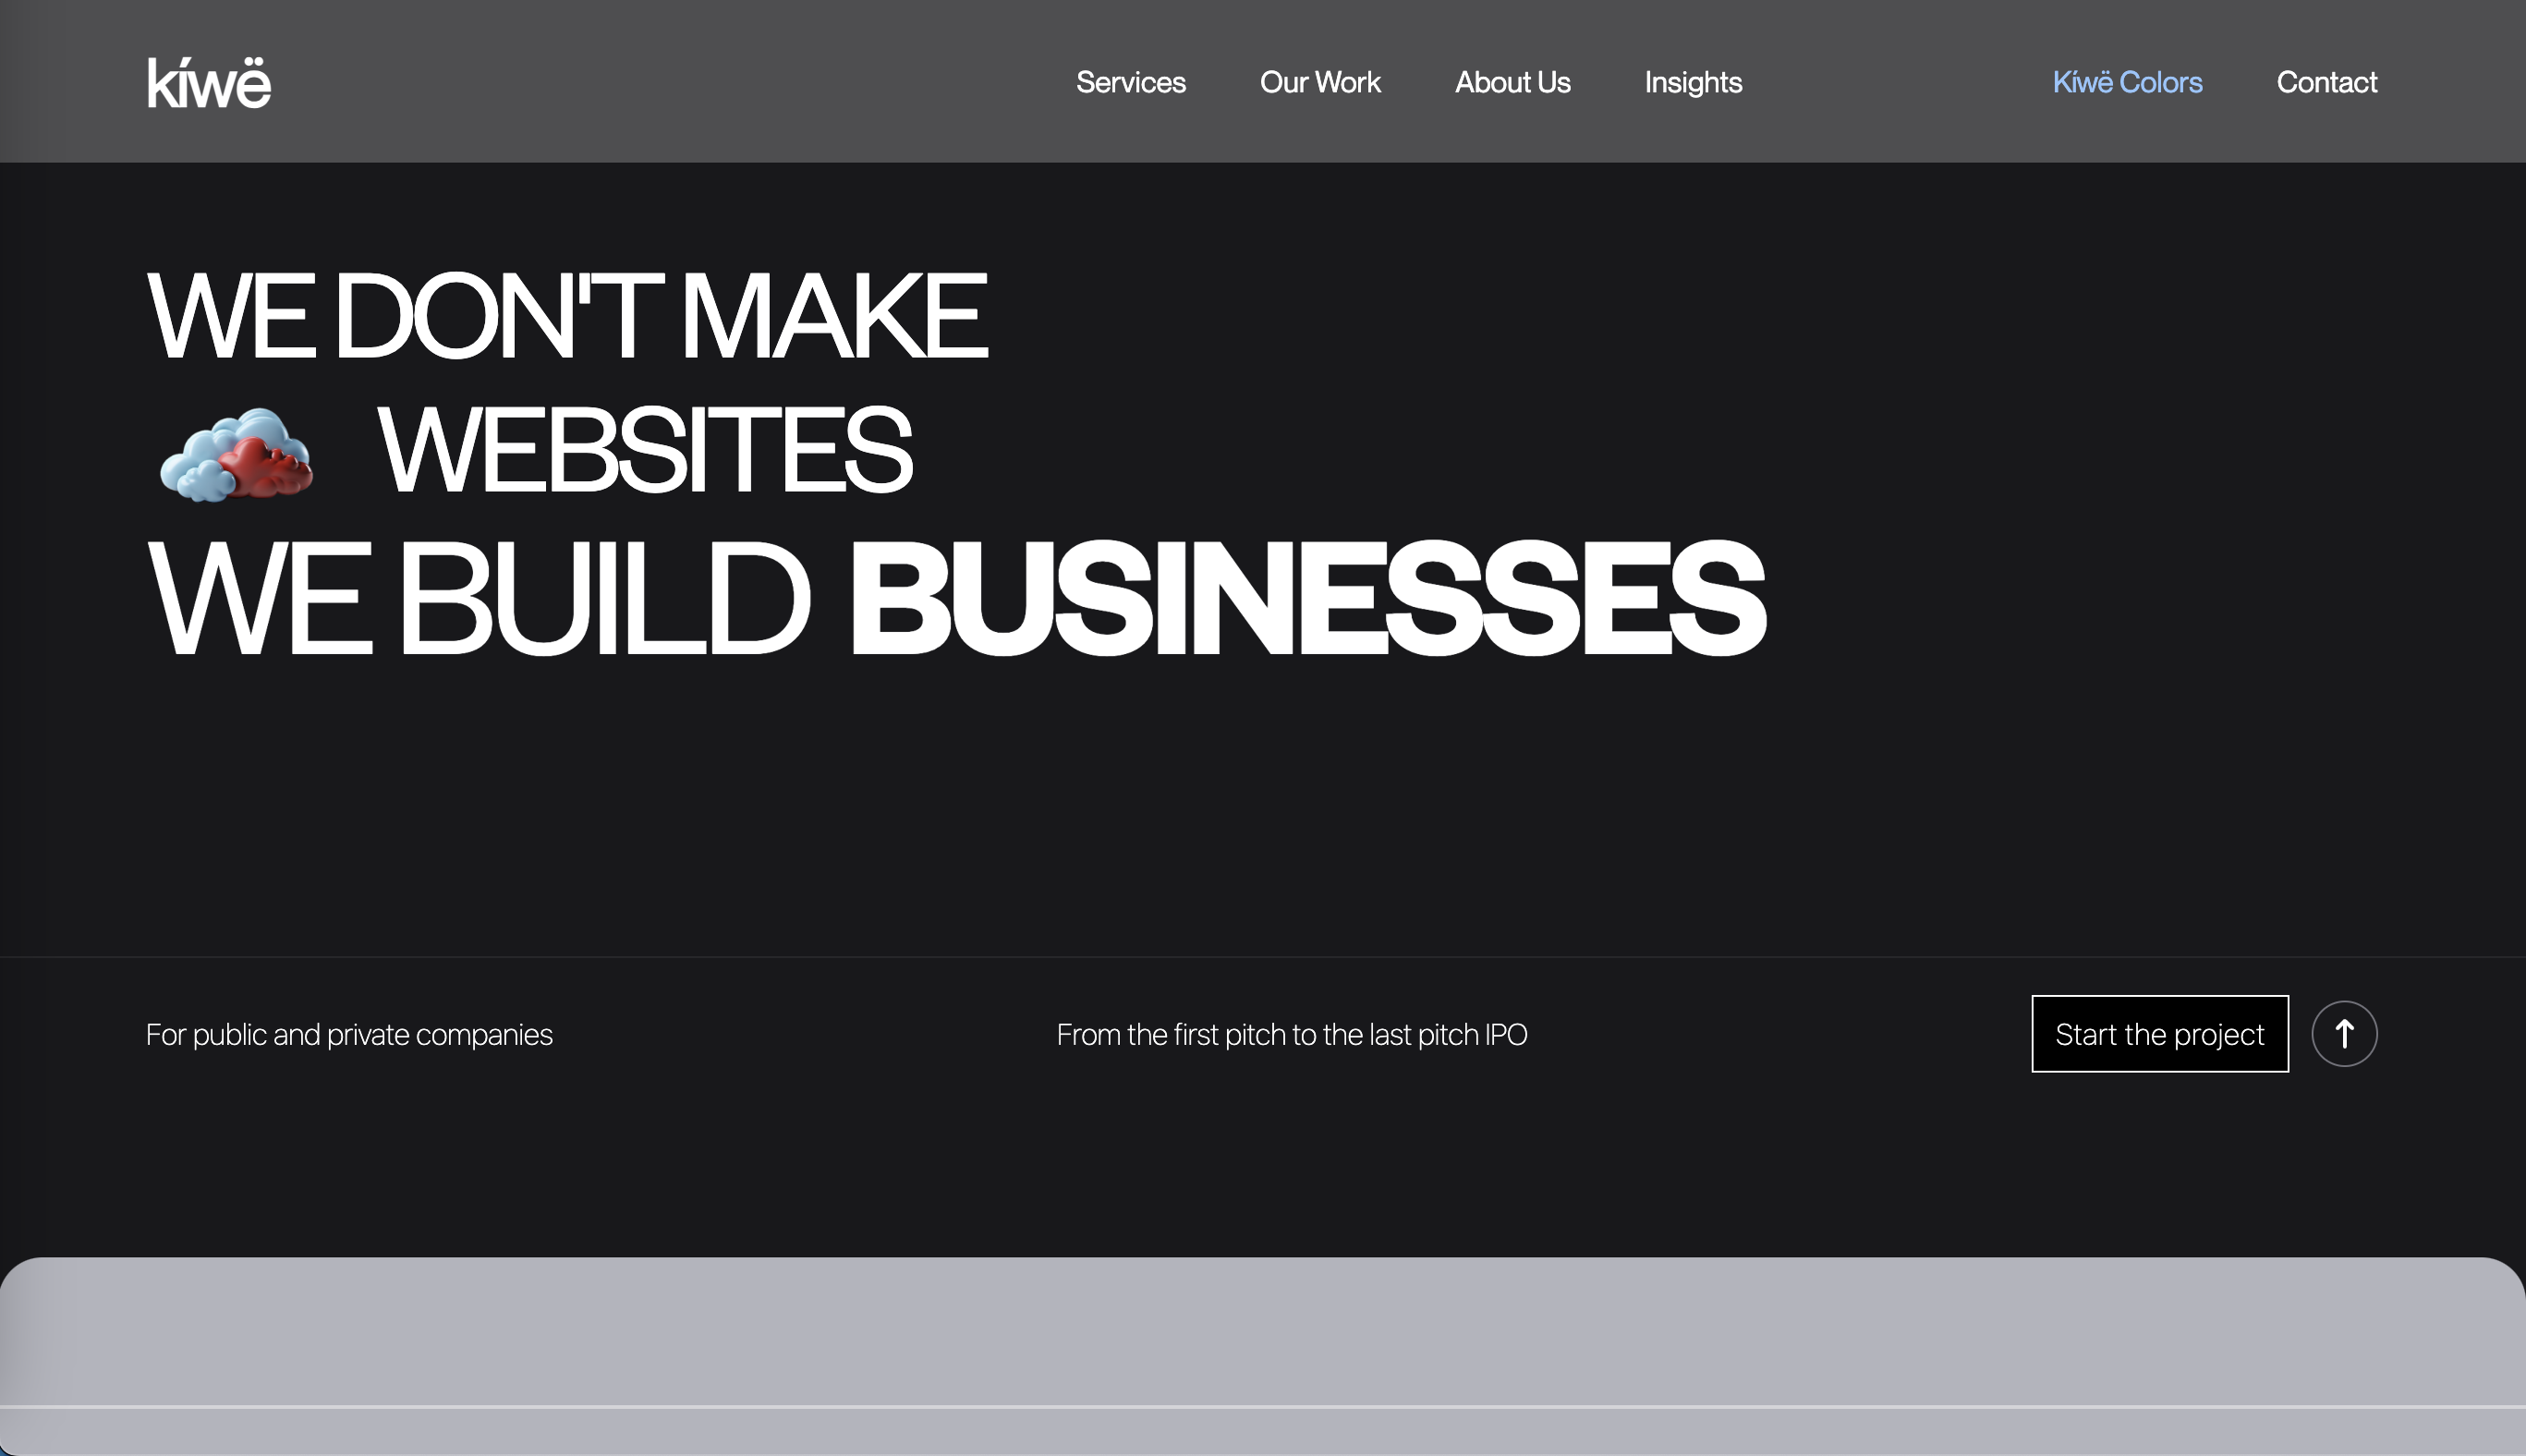 kíwë
Services Our Work About Us Insights Kíwë Colors Contact
WE DON'T MAKE
WEBSITES
WE BUILD BUSINESSES
For public and private companies From the first pitch to the last pitch IPO Start the project